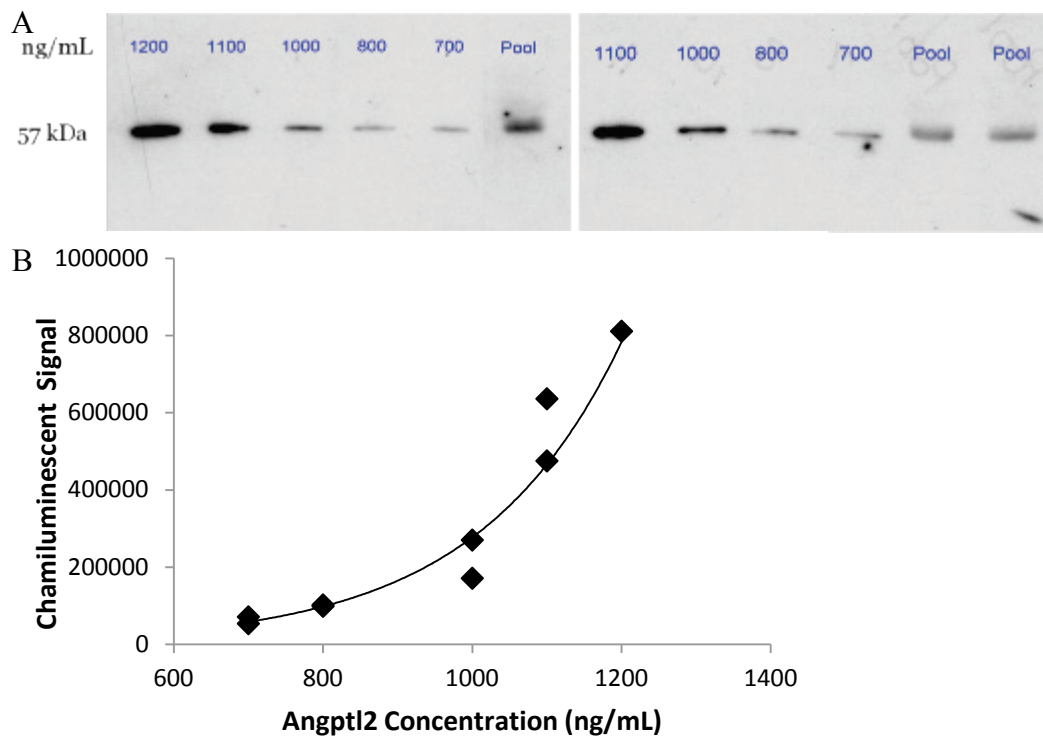 A
ng/mL 1200 1100 1000 800 700 Pool 1100 1000 800 700 Pool Pool
57 kDa
B
1000000
800000
600000
400000
200000
0
Chamiluminescent Signal
600 800 1000 1200 1400
Angptl2 Concentration (ng/mL)